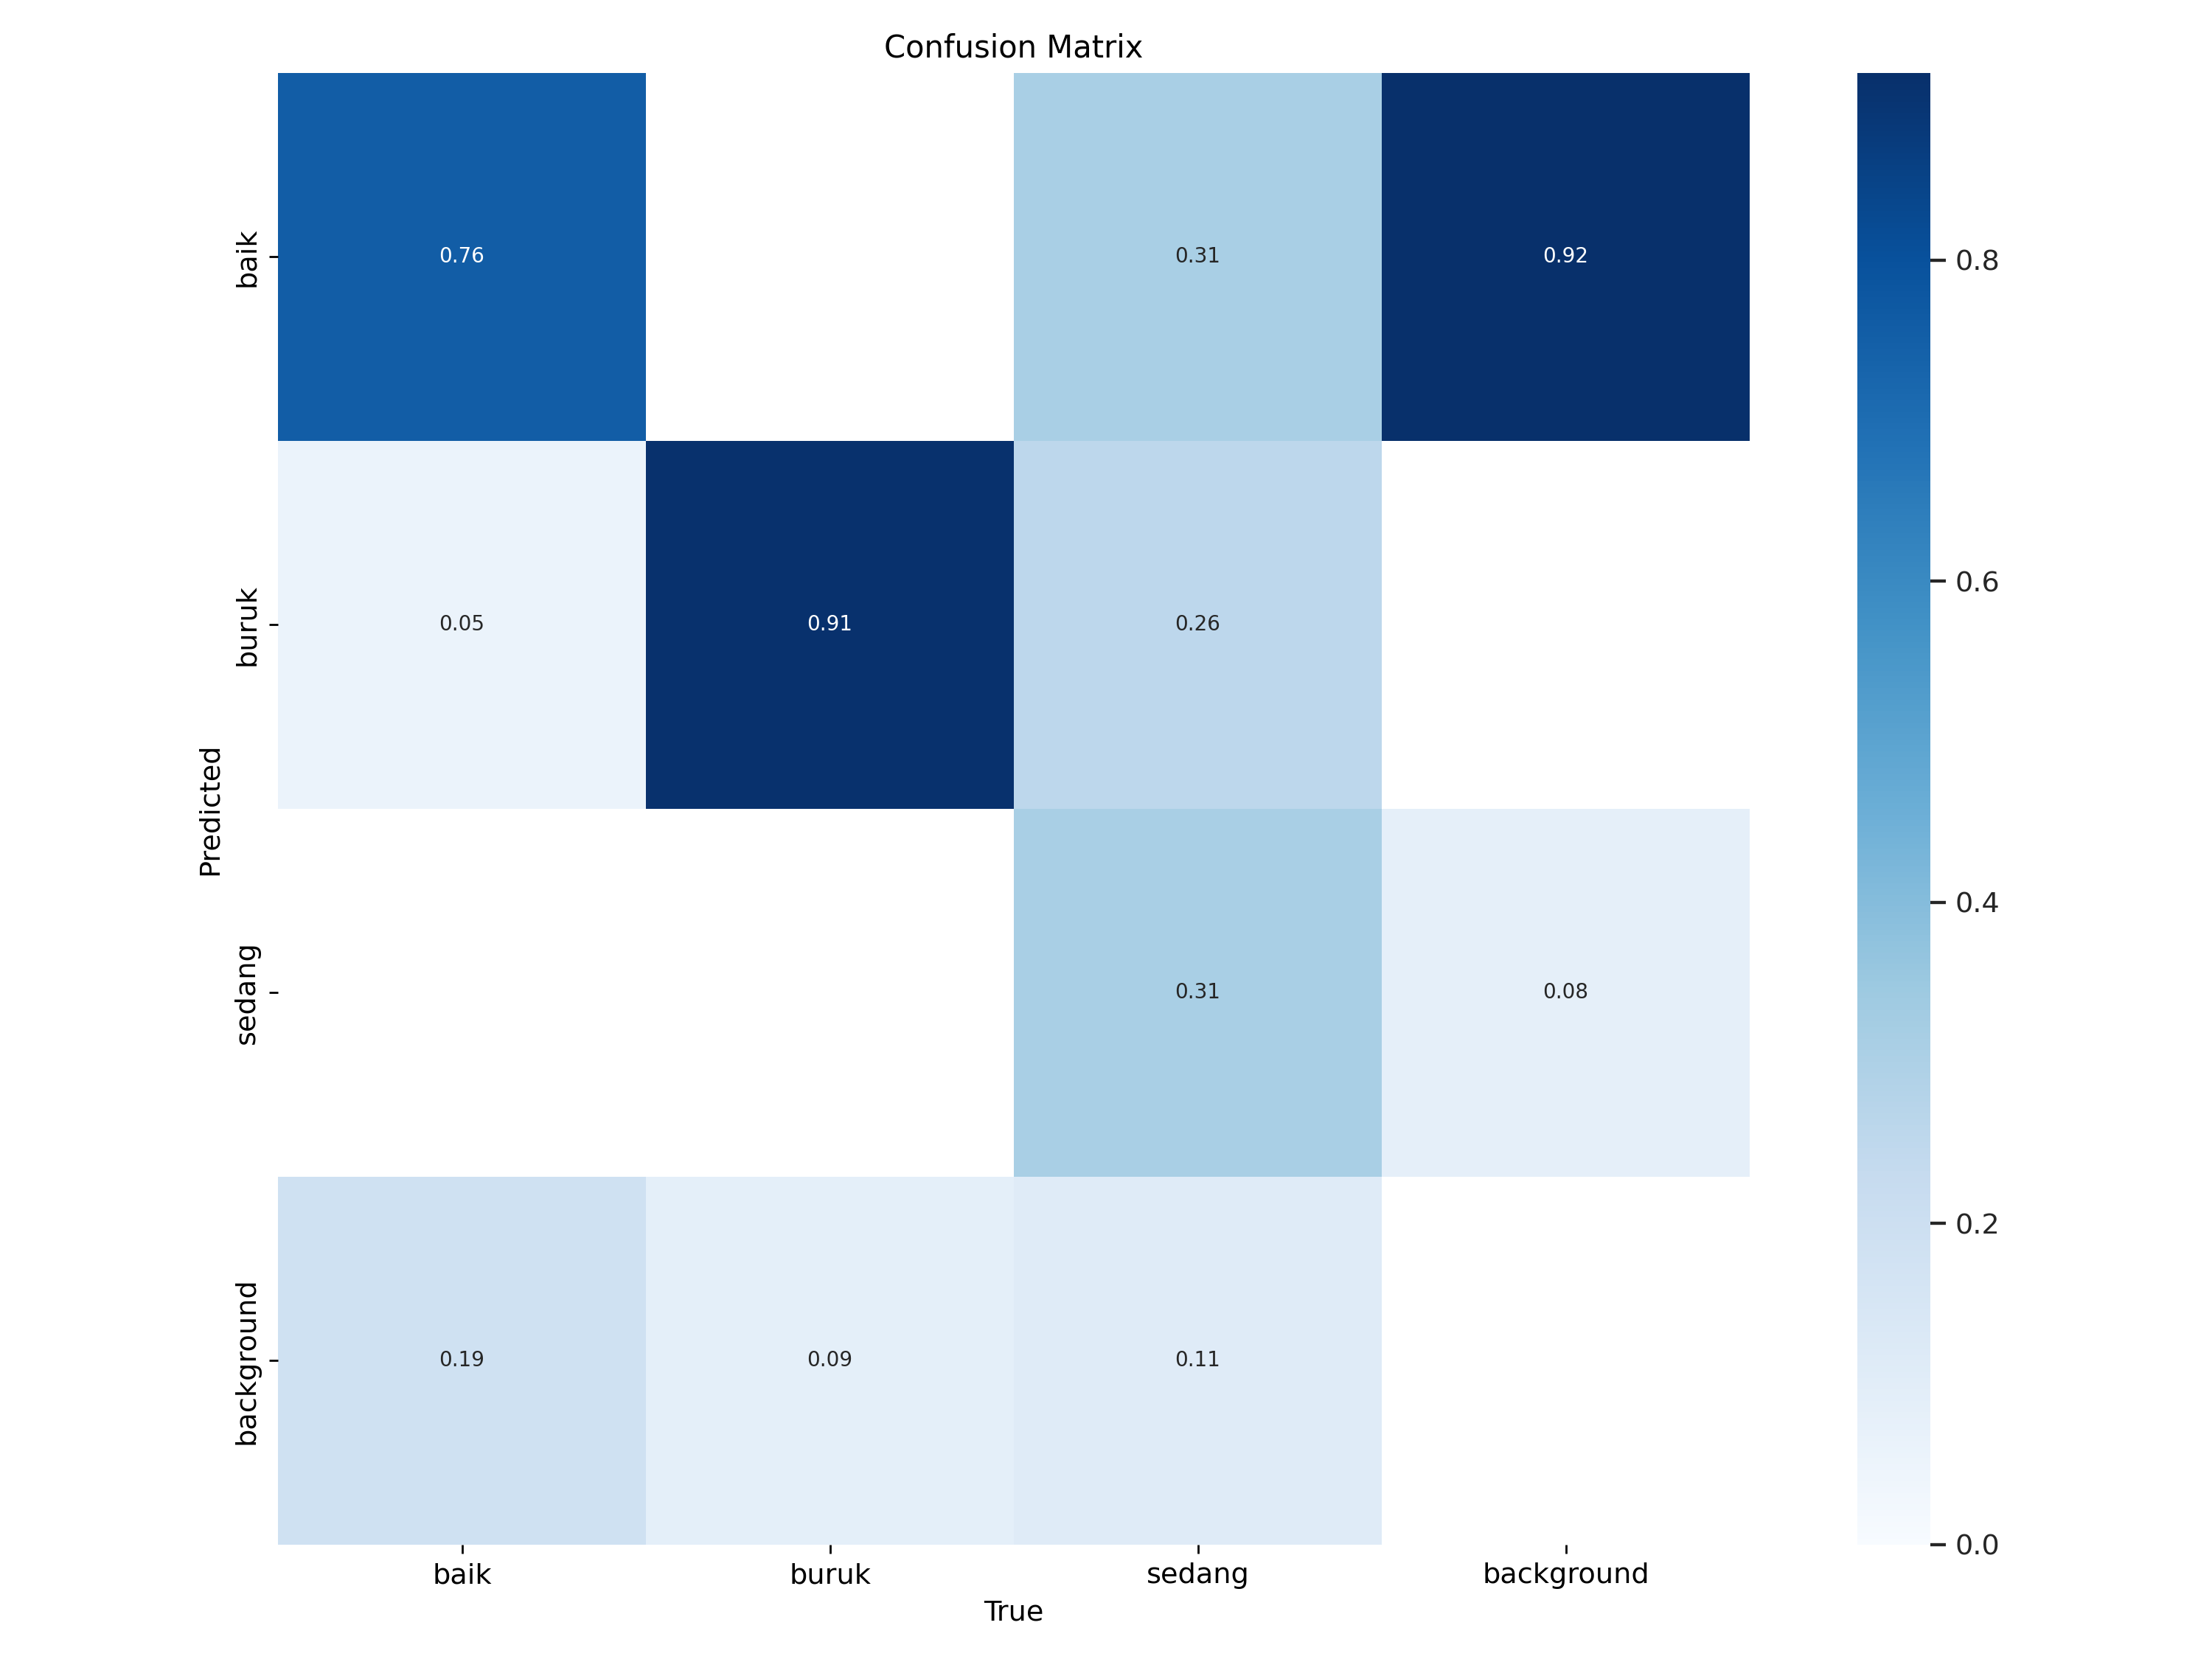 Confusion Matrix
baik
0.76
0.31
0.92
buruk
0.05
0.91
0.26
sedang
0.31
0.08
background
0.19
0.09
0.11
Predicted
baik
buruk
sedang
background
True
0.8
0.6
0.4
0.2
0.0